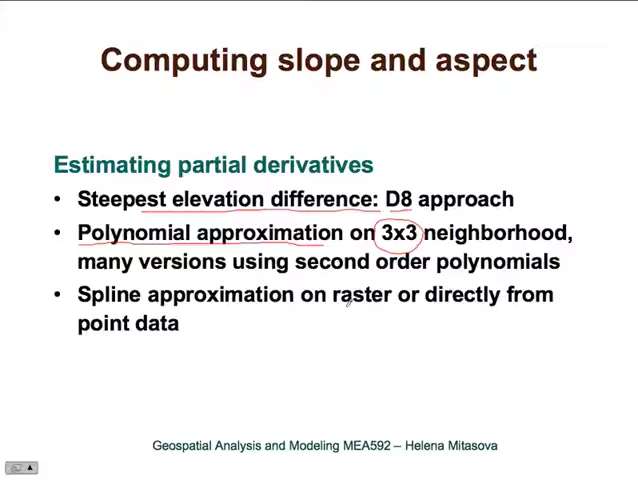 Computing slope and aspect
Estimating partial derivatives
• Steepest elevation difference: D8 approach
• Polynomial approximation on 3x3 neighborhood,
many versions using second order polynomials
• Spline approximation on raster or directly from
point data
Geospatial Analysis and Modeling MEA592 – Helena Mitasova